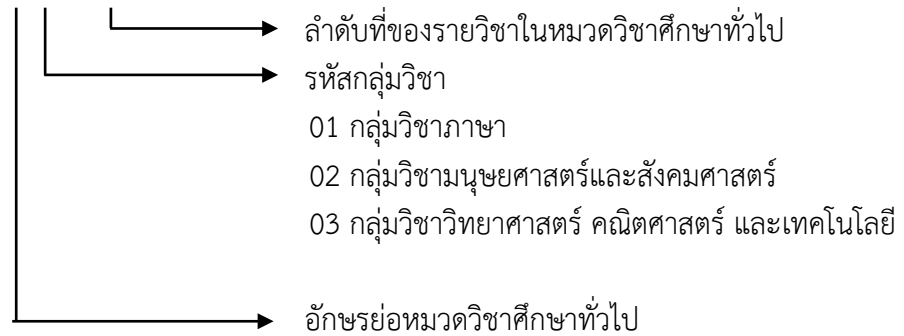 ลำดับที่ของรายวิชาในหมวดวิชาศึกษาทั่วไป
รหัสกลุ่มวิชา
01 กลุ่มวิชาภาษา
02 กลุ่มวิชามนุษยศาสตร์และสังคมศาสตร์
03 กลุ่มวิชาวิทยาศาสตร์ คณิตศาสตร์ และเทคโนโลยี
อักษรย่อหมวดวิชาศึกษาทั่วไป